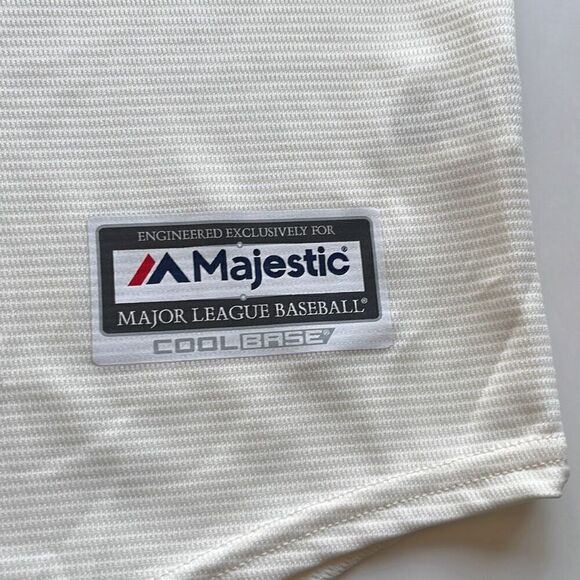 ENGINEERED EXCLUSIVELY FOR
Majestic®
MAJOR LEAGUE BASEBALL®
COOLBASE®